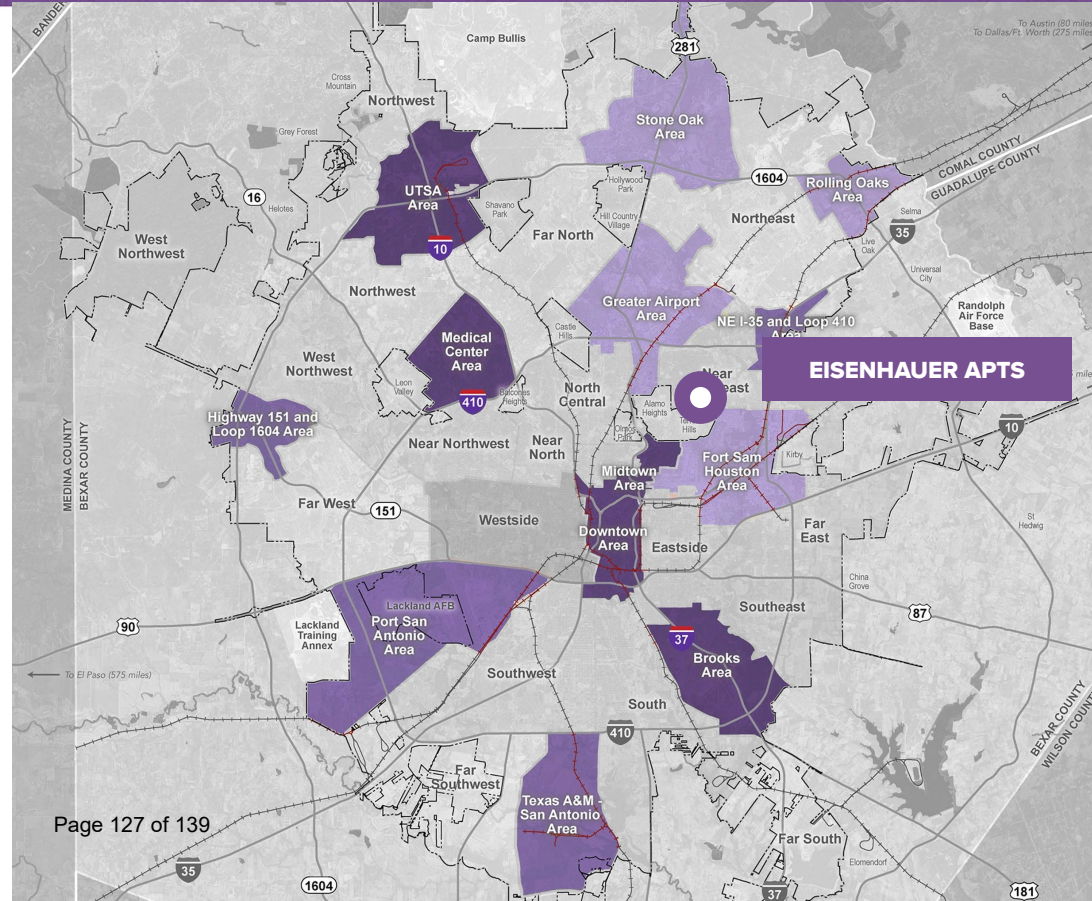 BANDER
To Austin (80 miles
To Dallas/Ft. Worth (275 miles
281
Camp Bullis
Cross
Mountain
Northwest
Stone Oak
Area
Grey Forest
COMAL COUNTY
GUADALUPE COUNTY
1604
Hollywood
Park
Rolling Oaks
Area
16
Helotes
UTSA
Area
Shavano
Park
Hill Country
Village
Northeast
Selma
35
Far North
Live
Oak
West
Northwest
10
Universal
City
Northwest
Greater Airport
Area
Randolph
Air Force
Base
NE I-35 and Loop 410
Area
Castle
Hills
Medical
Center
Area
EISENHAUER APTS
West
Northwest
Near
Leon
Valley
North
Central
Balcones
Heights
410
Alamo
Heights
Hills
Highway 151 and
Loop 1604 Area
Olmos
Park
10
Near Northwest
Near
North
Kirby
Fort Sam
Houston
Area
Midtown
Area
MEDINA COUNTY
BEXAR COUNTY
Far West
151
Westside
Downtown
Area
Eastside
Far
East
St
Hedwig
China
Grove
Lackland AFB
Southeast
87
90
Lackland
Training
Annex
Port San
Antonio
Area
37
Brooks
Area
To El Paso (575 miles)
Southwest
South
410
BEXAR COUNTY
WILSON COUNT
Far
Southwest
Texas A&M -
San Antonio
Area
Page 127 of 139
Far South
Elomendorf
35
1604
37
181